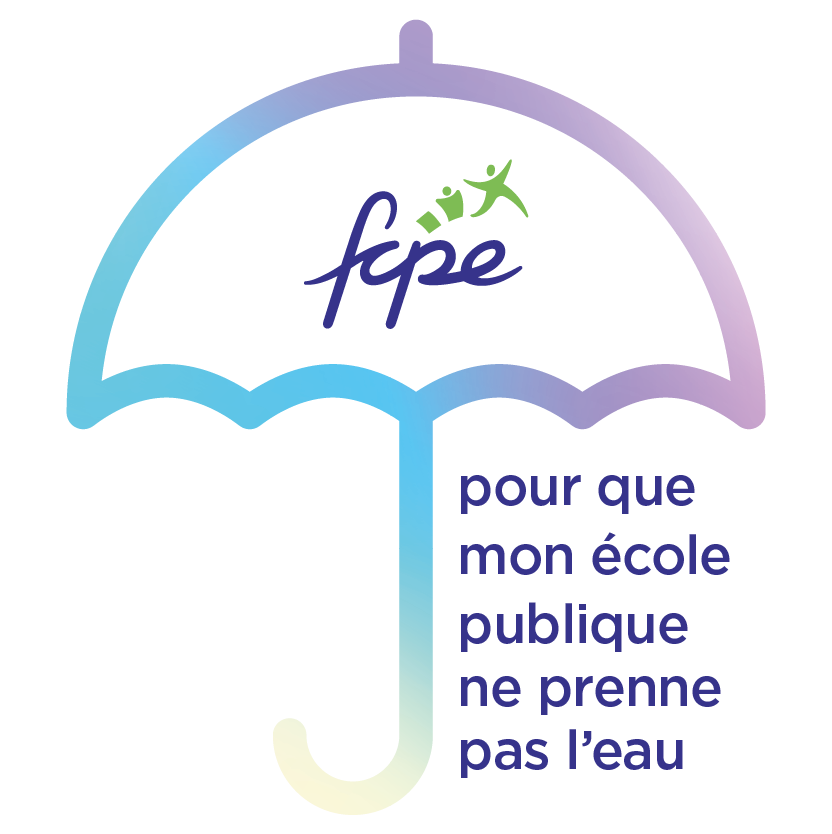 fcpe
pour que
mon école
publique
ne prenne
pas l’eau